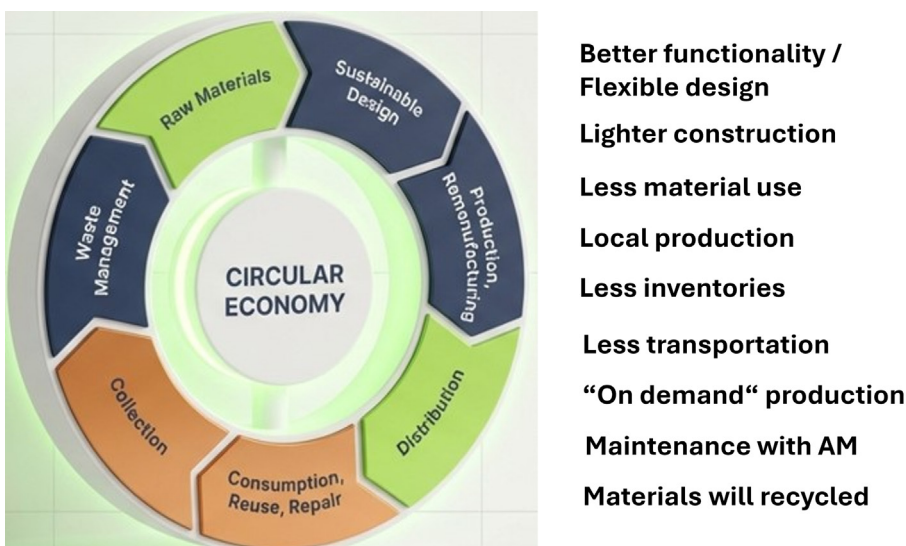 Raw Materials
Sustainable
Design
Production,
Remonufacturing
Distribution
Consumption,
Reuse, Repair
Collection
Waste
Management
CIRCULAR
ECONOMY
Better functionality /
Flexible design
Lighter construction
Less material use
Local production
Less inventories
Less transportation
“On demand“ production
Maintenance with AM
Materials will recycled